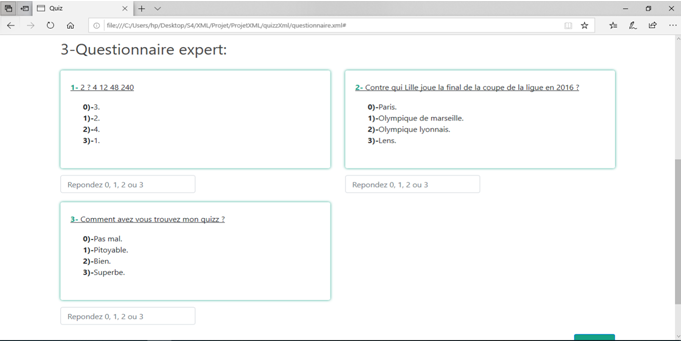 Quiz
file:///C:/Users/hp/Desktop/S4/XML/Projet/ProjetXML/quizzXml/questionnaire.xml#
3-Questionnaire expert:
1- 2 ? 4 12 48 240
0)-3.
1)-2.
2)-4.
3)-1.
Repondez 0, 1, 2 ou 3
2- Contre qui Lille joue la final de la coupe de la ligue en 2016 ?
0)-Paris.
1)-Olympique de marseille.
2)-Olympique lyonnais.
3)-Lens.
Repondez 0, 1, 2 ou 3
3- Comment avez vous trouvez mon quizz ?
0)-Pas mal.
1)-Pitoyable.
2)-Bien.
3)-Superbe.
Repondez 0, 1, 2 ou 3